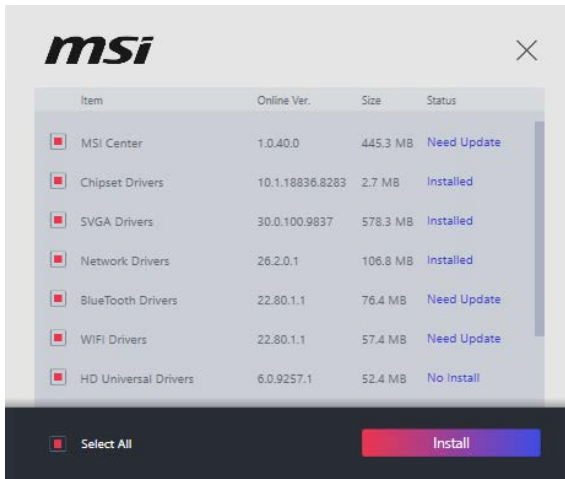 msi
Item Online Ver. Size Status
MSI Center 1.0.40.0 445.3 MB Need Update
Chipset Drivers 10.1.18836.8283 2.7 MB Installed
SVGA Drivers 30.0.100.9837 578.3 MB Installed
Network Drivers 26.2.0.1 106.8 MB Installed
BlueTooth Drivers 22.80.1.1 76.4 MB Need Update
WIFI Drivers 22.80.1.1 57.4 MB Need Update
HD Universal Drivers 6.0.9257.1 52.4 MB No Install
Select All Install